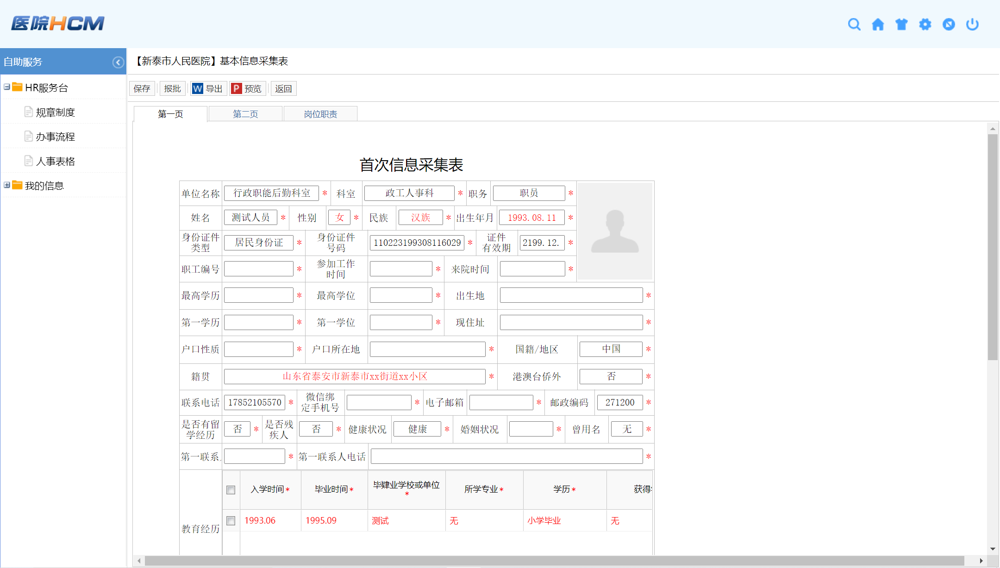 医院HCM
自助服务
【新泰市人民医院】基本信息采集表
HR服务台
规章制度
办事流程
人事表格
我的信息
保存 报批 W 导出 P 预览 返回
第一页 第二页 岗位职责
首次信息采集表
单位名称 行政职能后勤科室 * 科室 政工人事科 * 职务 职员 *
姓名 测试人员 * 性别 女 * 民族 汉族 * 出生年月 1993.08.11 *
身份证件类型 居民身份证 * 身份证件号码 110223199308116029 * 证件有效期 2199.12. *
职工编号 * 参加工作时间 * 来院时间 *
最高学历 * 最高学位 * 出生地 *
第一学历 * 第一学位 * 现住址 *
户口性质 * 户口所在地 * 国籍/地区 中国 *
籍贯 山东省泰安市新泰市xx街道xx小区 * 港澳台侨外 否 *
联系电话 17852105570 * 微信绑定手机号 * 电子邮箱 * 邮政编码 271200 *
是否有留学经历 否 * 是否残疾人 否 * 健康状况 健康 * 婚姻状况 * 曾用名 无 *
第一联系 * 第一联系人电话 *
教育经历
入学时间* 毕业时间* 毕肄业学校或单位* 所学专业* 学历* 获得
1993.06 1995.09 测试 无 小学毕业 无